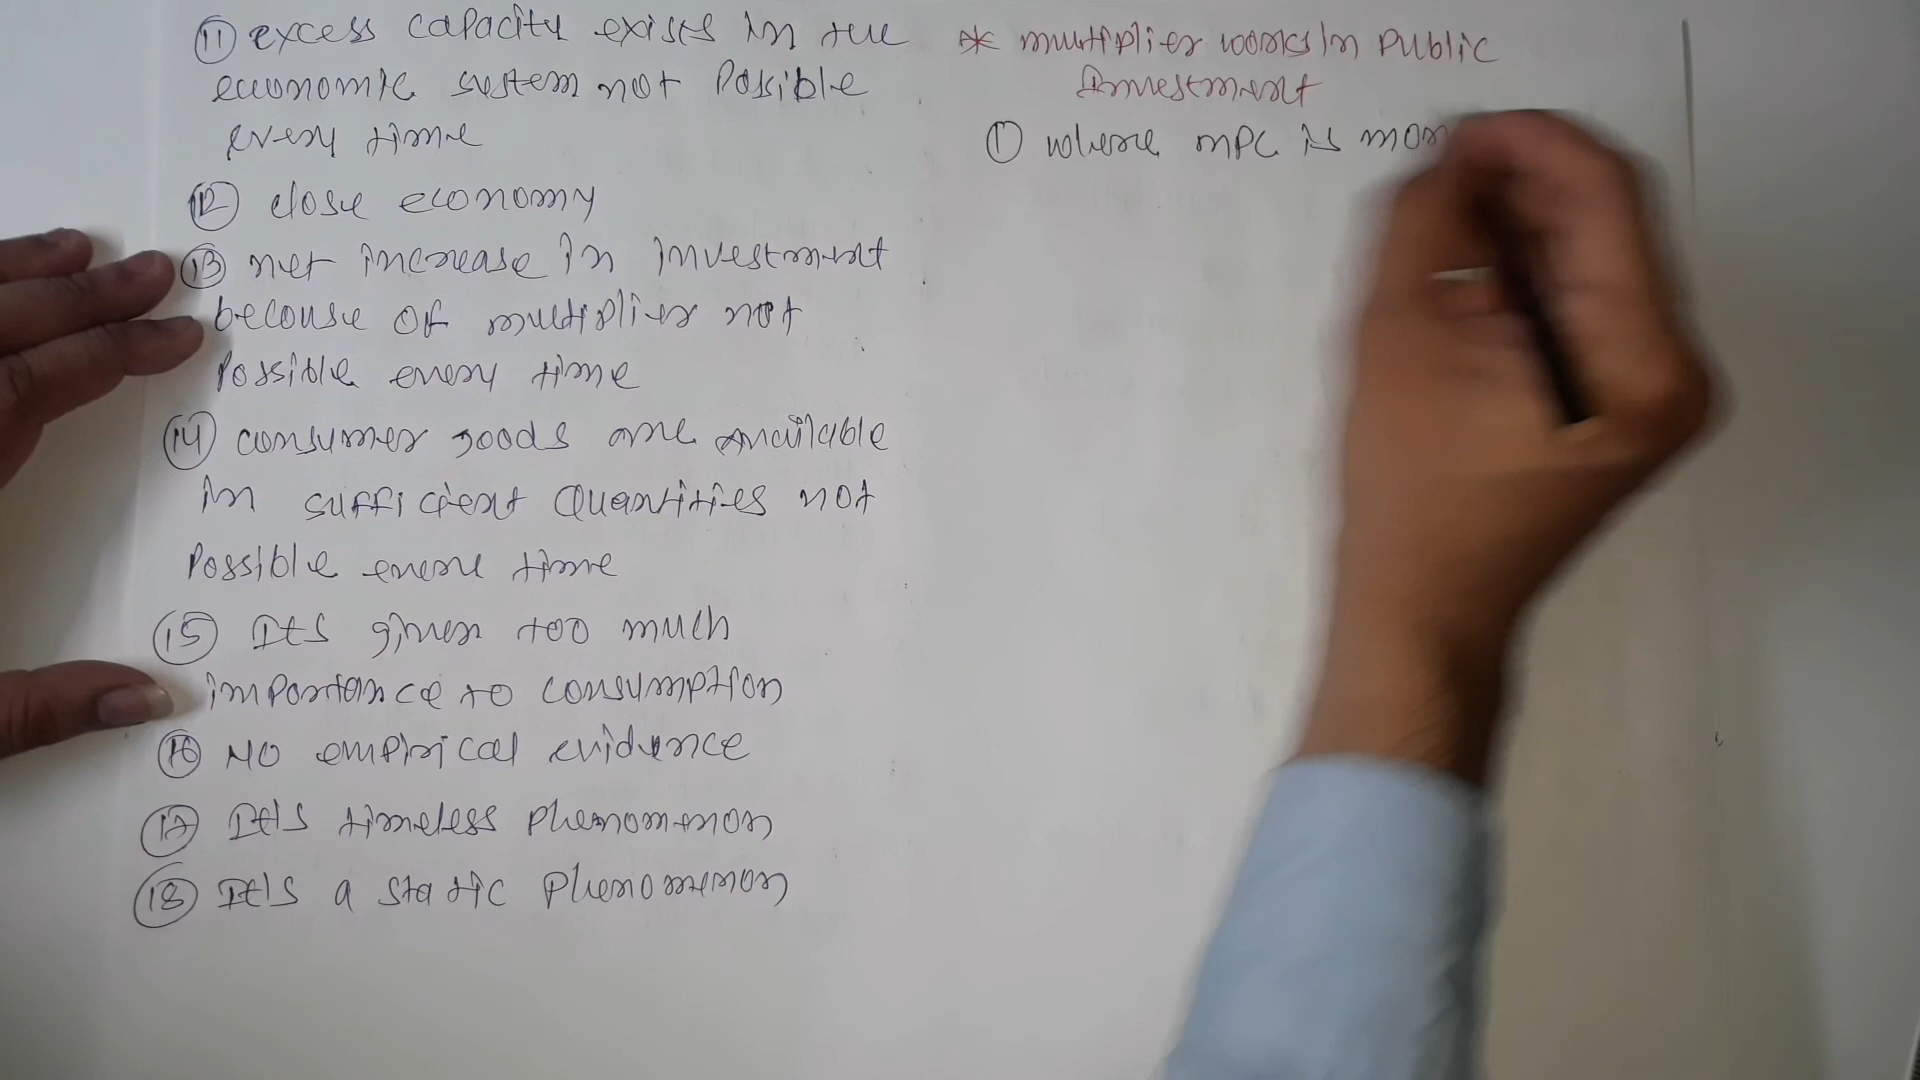 (11) excess capacity exists in the
economic system not Possible
every time
(12) close economy
(13) net increase in investment
becouse of multiplier not
Possible every time
(14) consumer goods are available
in sufficient Quantities not
Possible every time
(15) Its given too much
importance to consumption
(16) NO empirical evidence
(17) It's timeless Phenomenon
(18) It's a static Phenomenon
* multiplier works in Public
Investment
(1) where MPC is mor